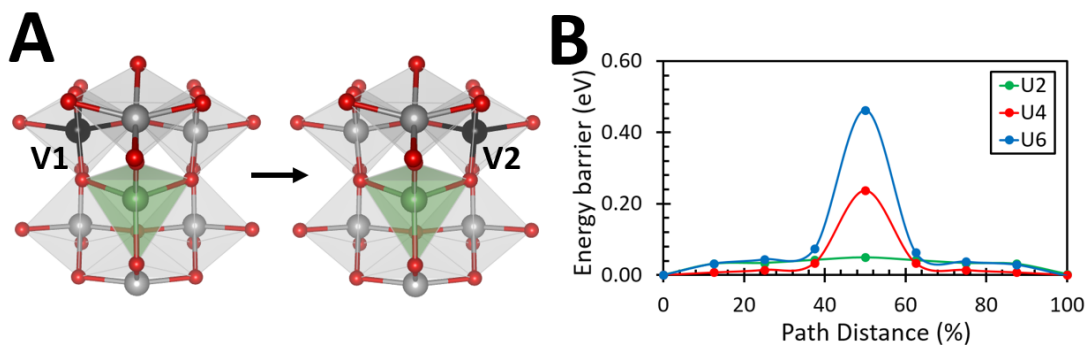 A
V1
V2
B
Energy barrier (eV)
0.60
0.40
0.20
0.00
0 20 40 60 80 100
Path Distance (%)
U2
U4
U6